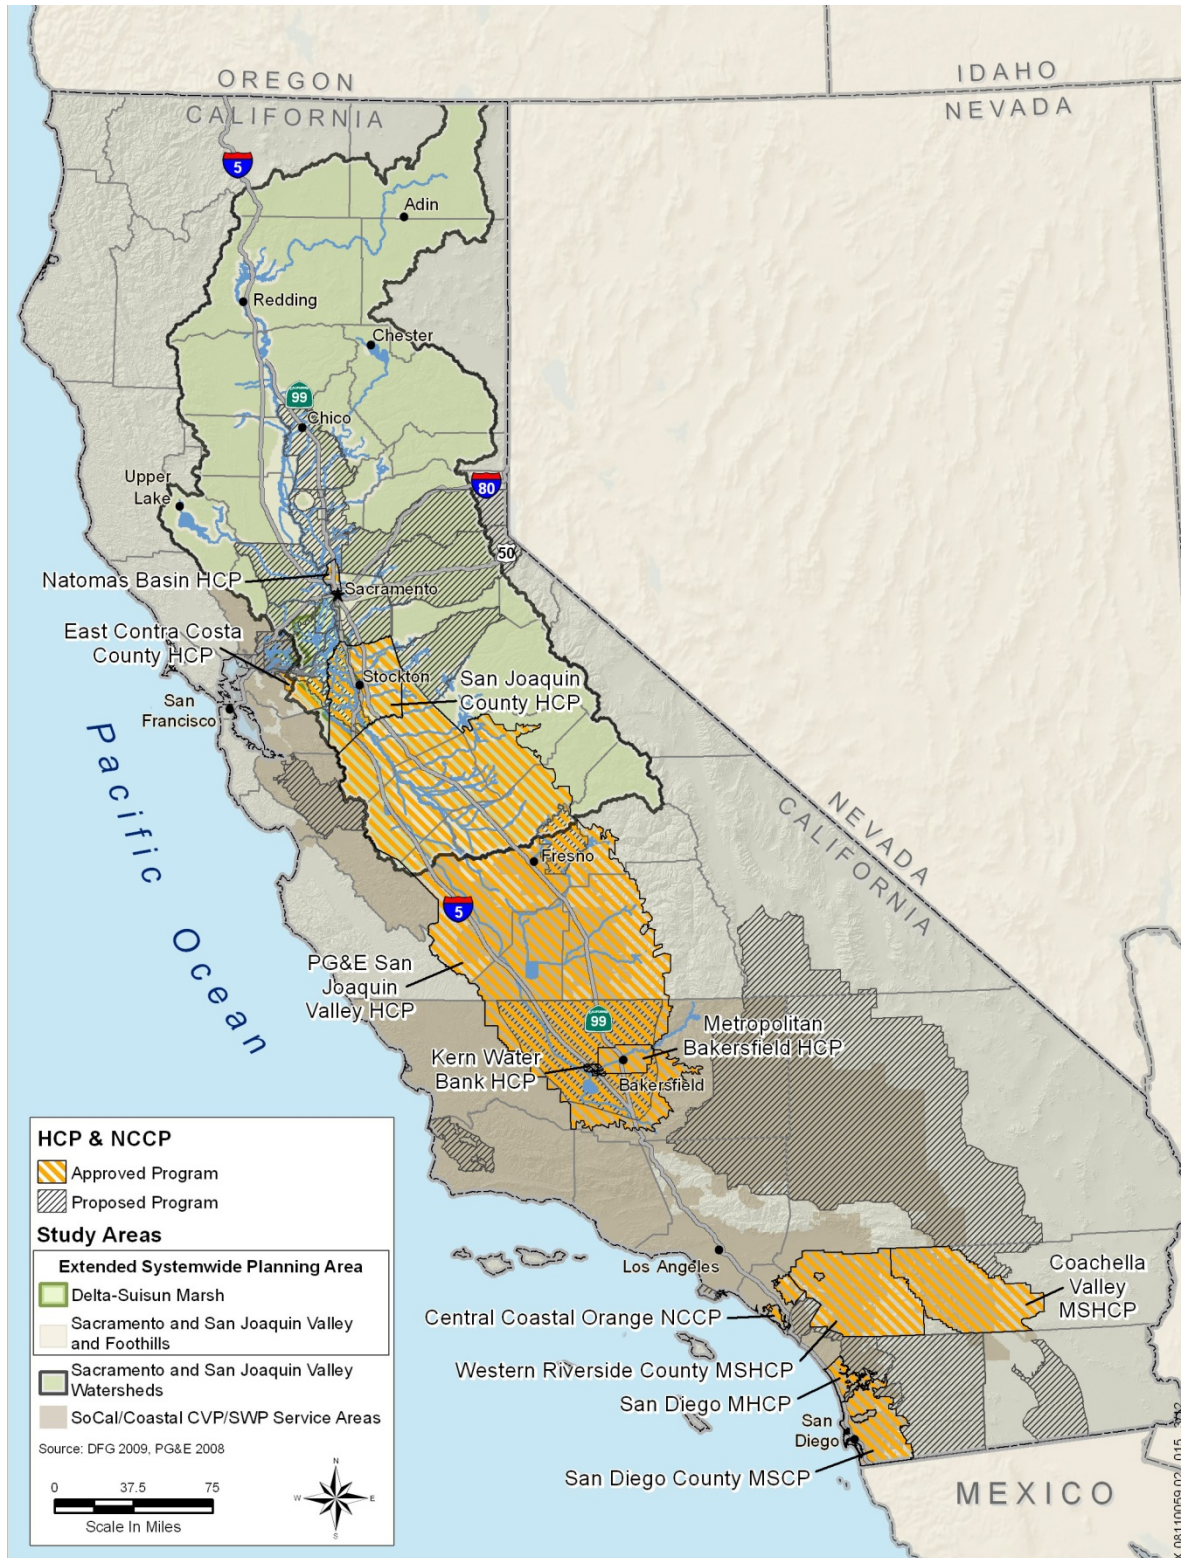 OREGON
CALIFORNIA
IDAHO
NEVADA
5
Adin
Redding
Chester
CALIFORNIA
99
Chico
Upper
Lake
80
50
Natomas Basin HCP
Sacramento
East Contra Costa
County HCP
Stockton
San Joaquin
County HCP
San
Francisco
Pacific Ocean
NEVADA
CALIFORNIA
Fresno
5
PG&E San
Joaquin
Valley HCP
CALIFORNIA
99
Metropolitan
Bakersfield HCP
Kern Water
Bank HCP
Bakersfield
Los Angeles
Coachella
Valley
MSHCP
Central Coastal Orange NCCP
Western Riverside County MSHCP
San Diego MHCP
San
Diego
San Diego County MSCP
MEXICO
HCP & NCCP
Approved Program
Proposed Program
Study Areas
Extended Systemwide Planning Area
Delta-Suisun Marsh
Sacramento and San Joaquin Valley
and Foothills
Sacramento and San Joaquin Valley
Watersheds
SoCal/Coastal CVP/SWP Service Areas
Source: DFG 2009, PG&E 2008
0 37.5 75
Scale In Miles
N
W E
S